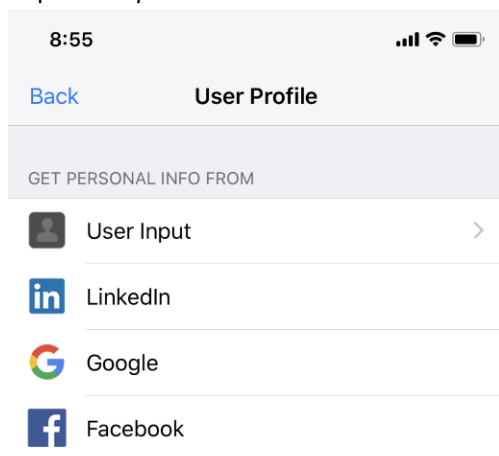 8:55
Back User Profile
GET PERSONAL INFO FROM
User Input
in LinkedIn
G Google
f Facebook